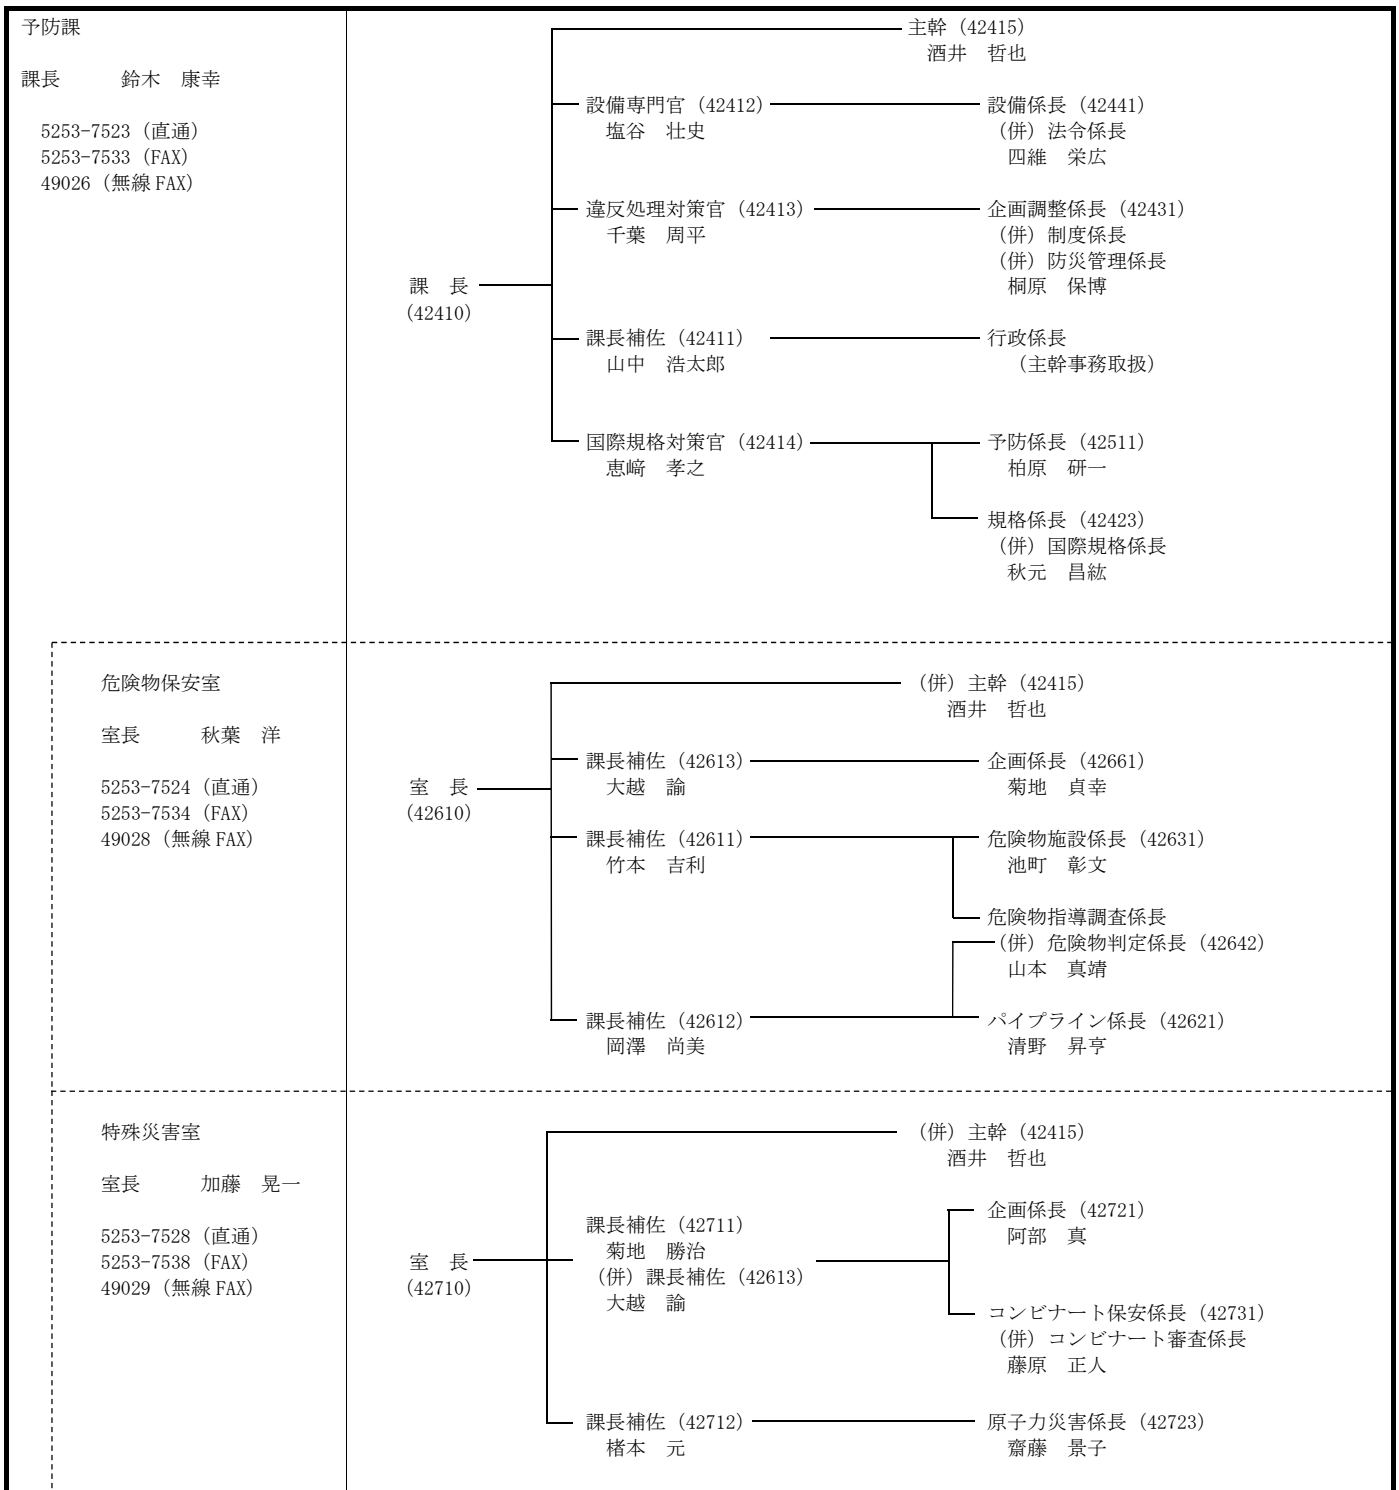 予防課
課長　　　鈴木　康幸
5253-7523（直通）
5253-7533（FAX）
49026（無線 FAX）
課　長
（42410）
主幹（42415）
酒井　哲也
設備専門官（42412）
塩谷　壮史
設備係長（42441）
（併）法令係長
四維　栄広
違反処理対策官（42413）
千葉　周平
企画調整係長（42431）
（併）制度係長
（併）防災管理係長
桐原　保博
課長補佐（42411）
山中　浩太郎
行政係長
（主幹事務取扱）
国際規格対策官（42414）
恵﨑　孝之
予防係長（42511）
柏原　研一
規格係長（42423）
（併）国際規格係長
秋元　昌紘
危険物保安室
室長　　　秋葉　洋
5253-7524（直通）
5253-7534（FAX）
49028（無線 FAX）
室　長
（42610）
（併）主幹（42415）
酒井　哲也
課長補佐（42613）
大越　諭
企画係長（42661）
菊地　貞幸
課長補佐（42611）
竹本　吉利
危険物施設係長（42631）
池町　彰文
危険物指導調査係長
（併）危険物判定係長（42642）
山本　真靖
課長補佐（42612）
岡澤　尚美
パイプライン係長（42621）
清野　昇亨
特殊災害室
室長　　　加藤　晃一
5253-7528（直通）
5253-7538（FAX）
49029（無線 FAX）
室　長
（42710）
（併）主幹（42415）
酒井　哲也
課長補佐（42711）
菊地　勝治
（併）課長補佐（42613）
大越　諭
企画係長（42721）
阿部　真
コンビナート保安係長（42731）
（併）コンビナート審査係長
藤原　正人
課長補佐（42712）
楮本　元
原子力災害係長（42723）
齋藤　景子